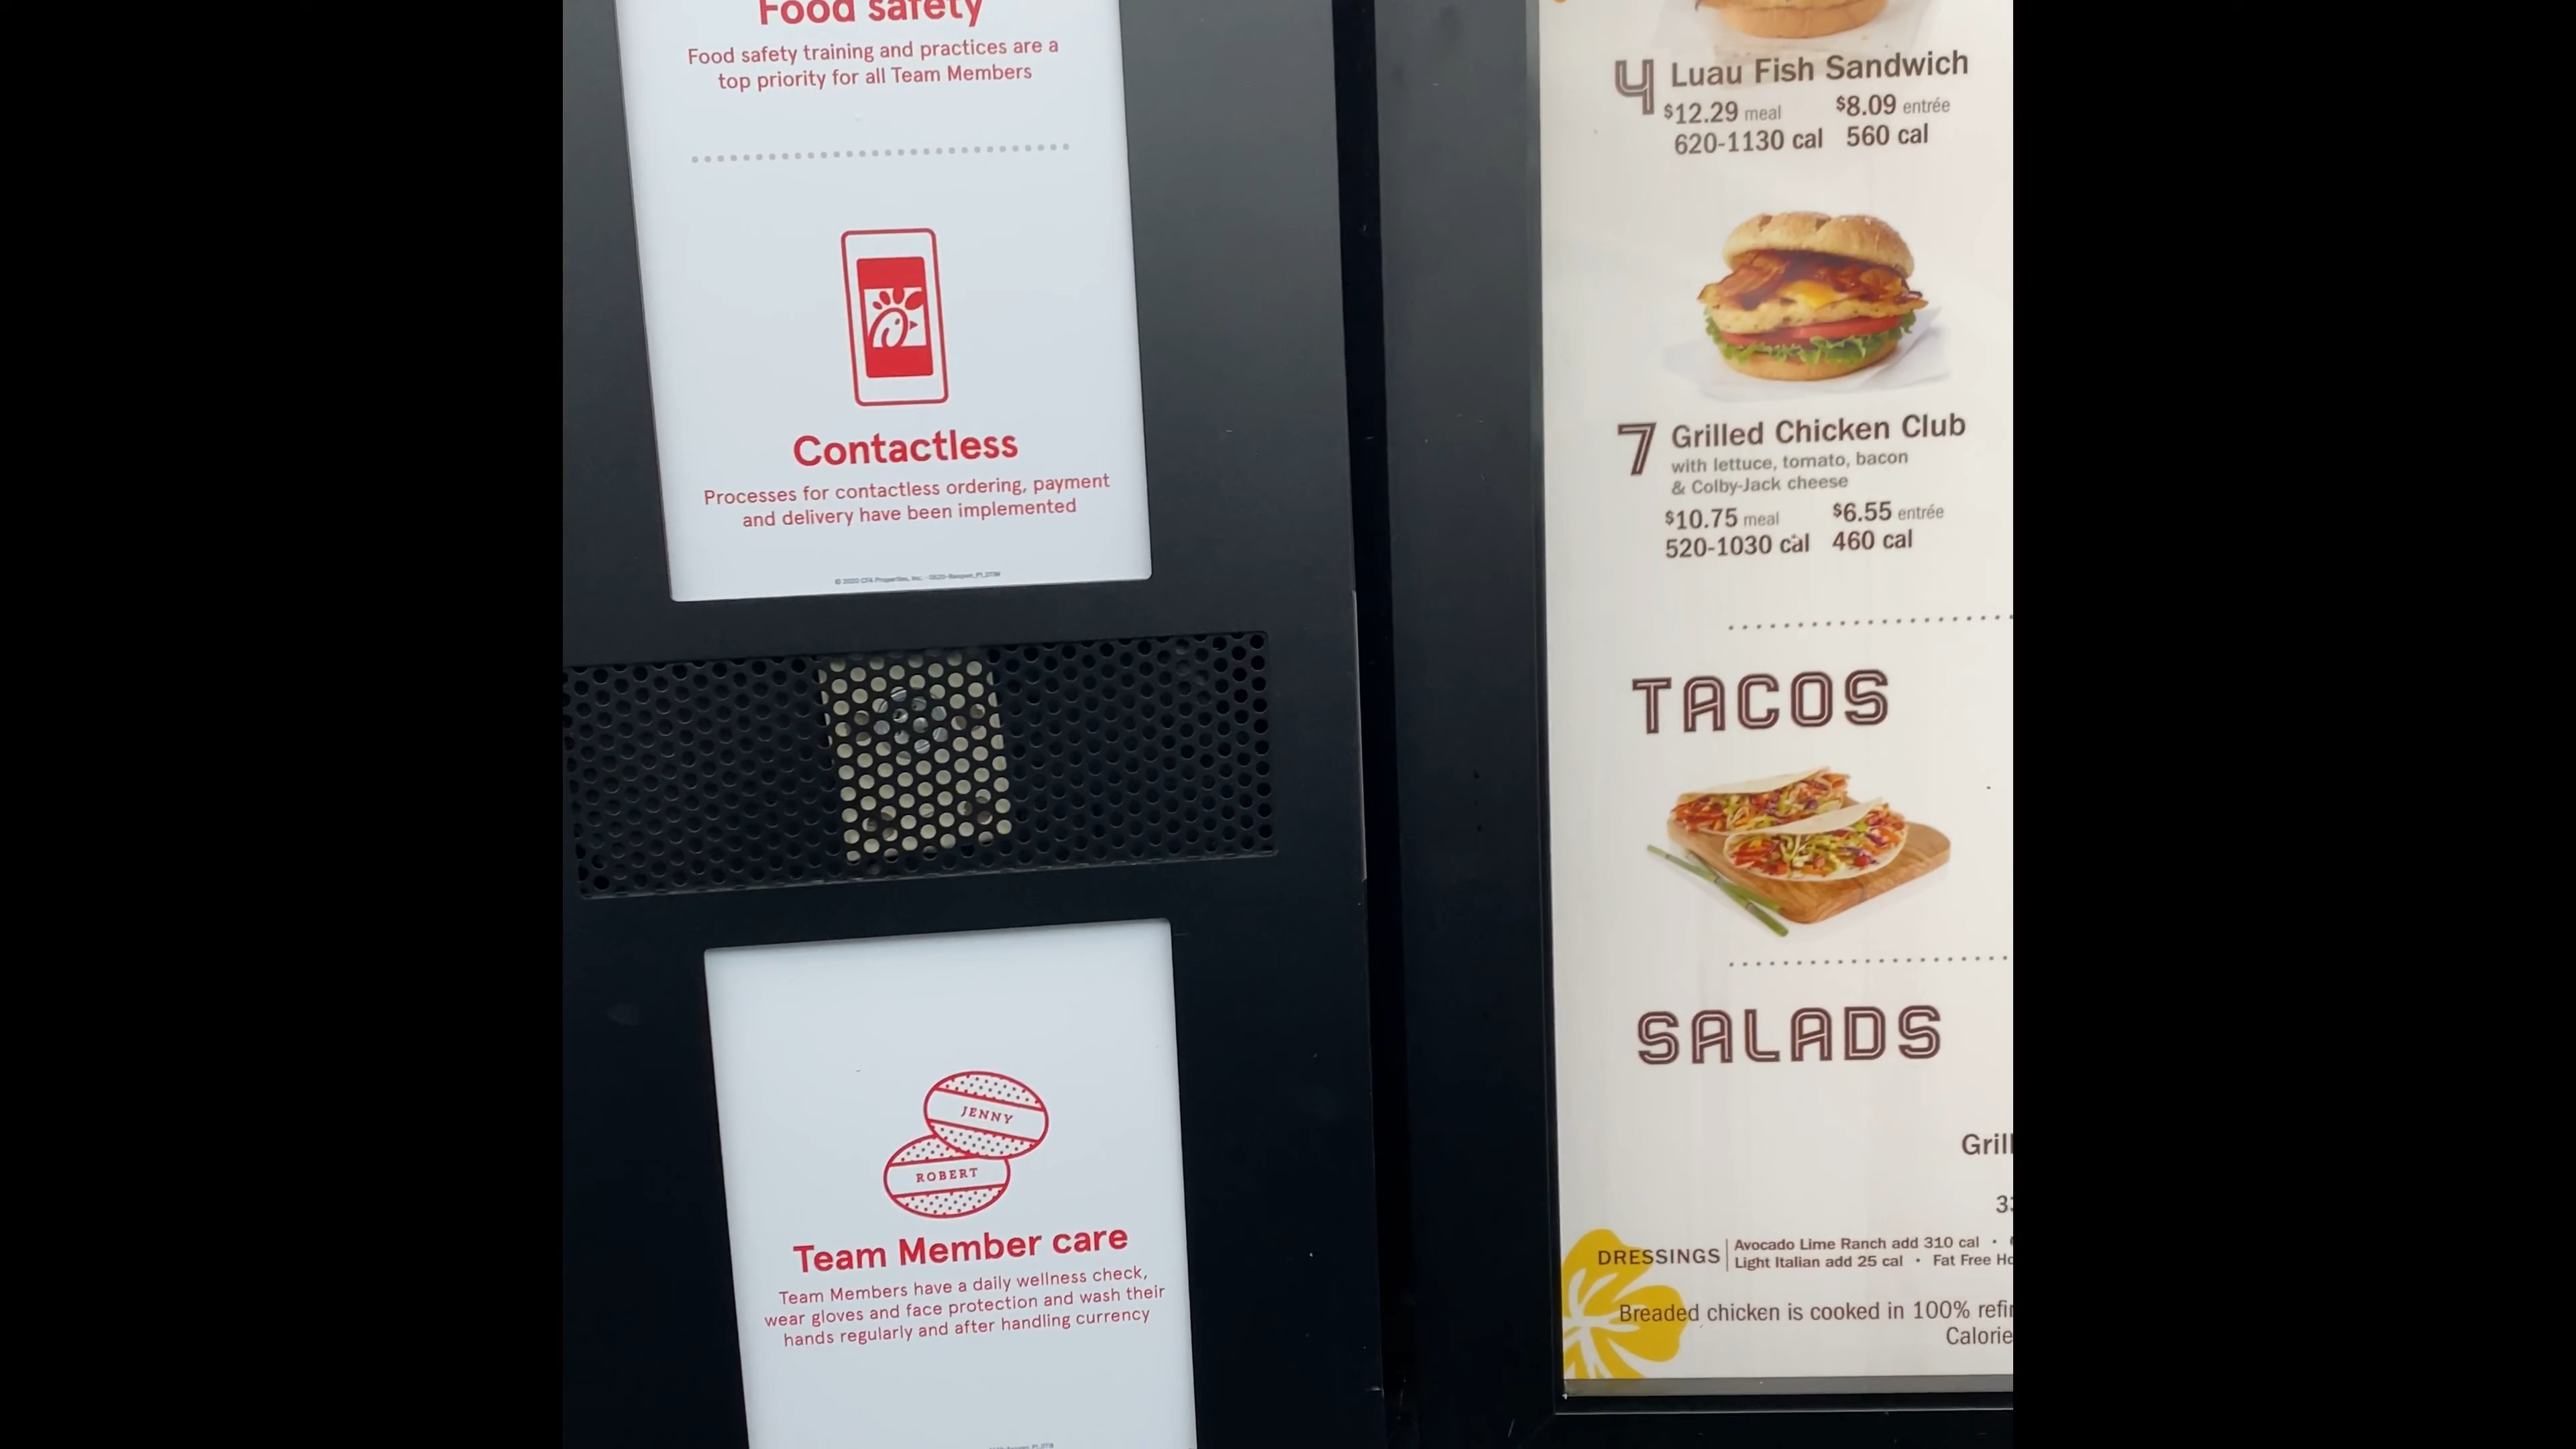 Food safety
Food safety training and practices are a
top priority for all Team Members
Contactless
Processes for contactless ordering, payment
and delivery have been implemented
JENNY
ROBERT
Team Member care
Team Members have a daily wellness check,
wear gloves and face protection and wash their
hands regularly and after handling currency
4 Luau Fish Sandwich
$12.29 meal $8.09 entrée
620-1130 cal 560 cal
7 Grilled Chicken Club
with lettuce, tomato, bacon
& Colby-Jack cheese
$10.75 meal $6.55 entrée
520-1030 cal 460 cal
TACOS
SALADS
Gril
DRESSINGS
Avocado Lime Ranch add 310 cal •
Light Italian add 25 cal • Fat Free
Breaded chicken is cooked in 100%
Calorie